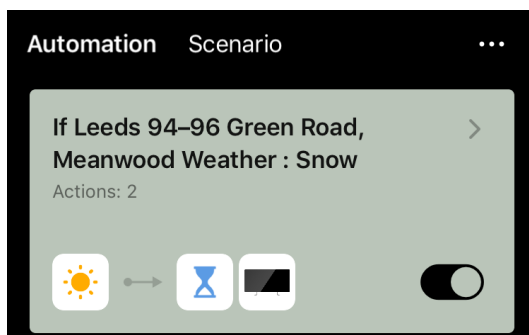 Automation Scenario
If Leeds 94–96 Green Road,
Meanwood Weather : Snow
Actions: 2